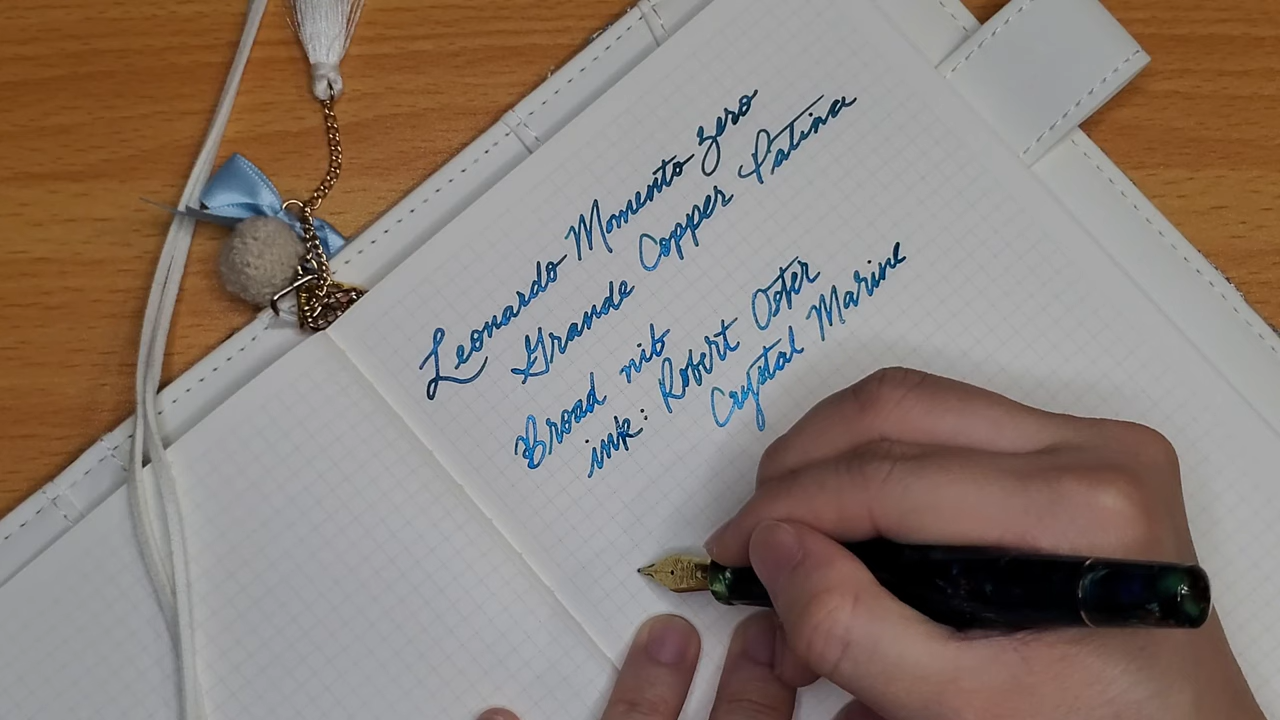 Leonardo Momento zero
Grande Copper Patina
Broad nib
ink: Robert Oster
Crystal Marine